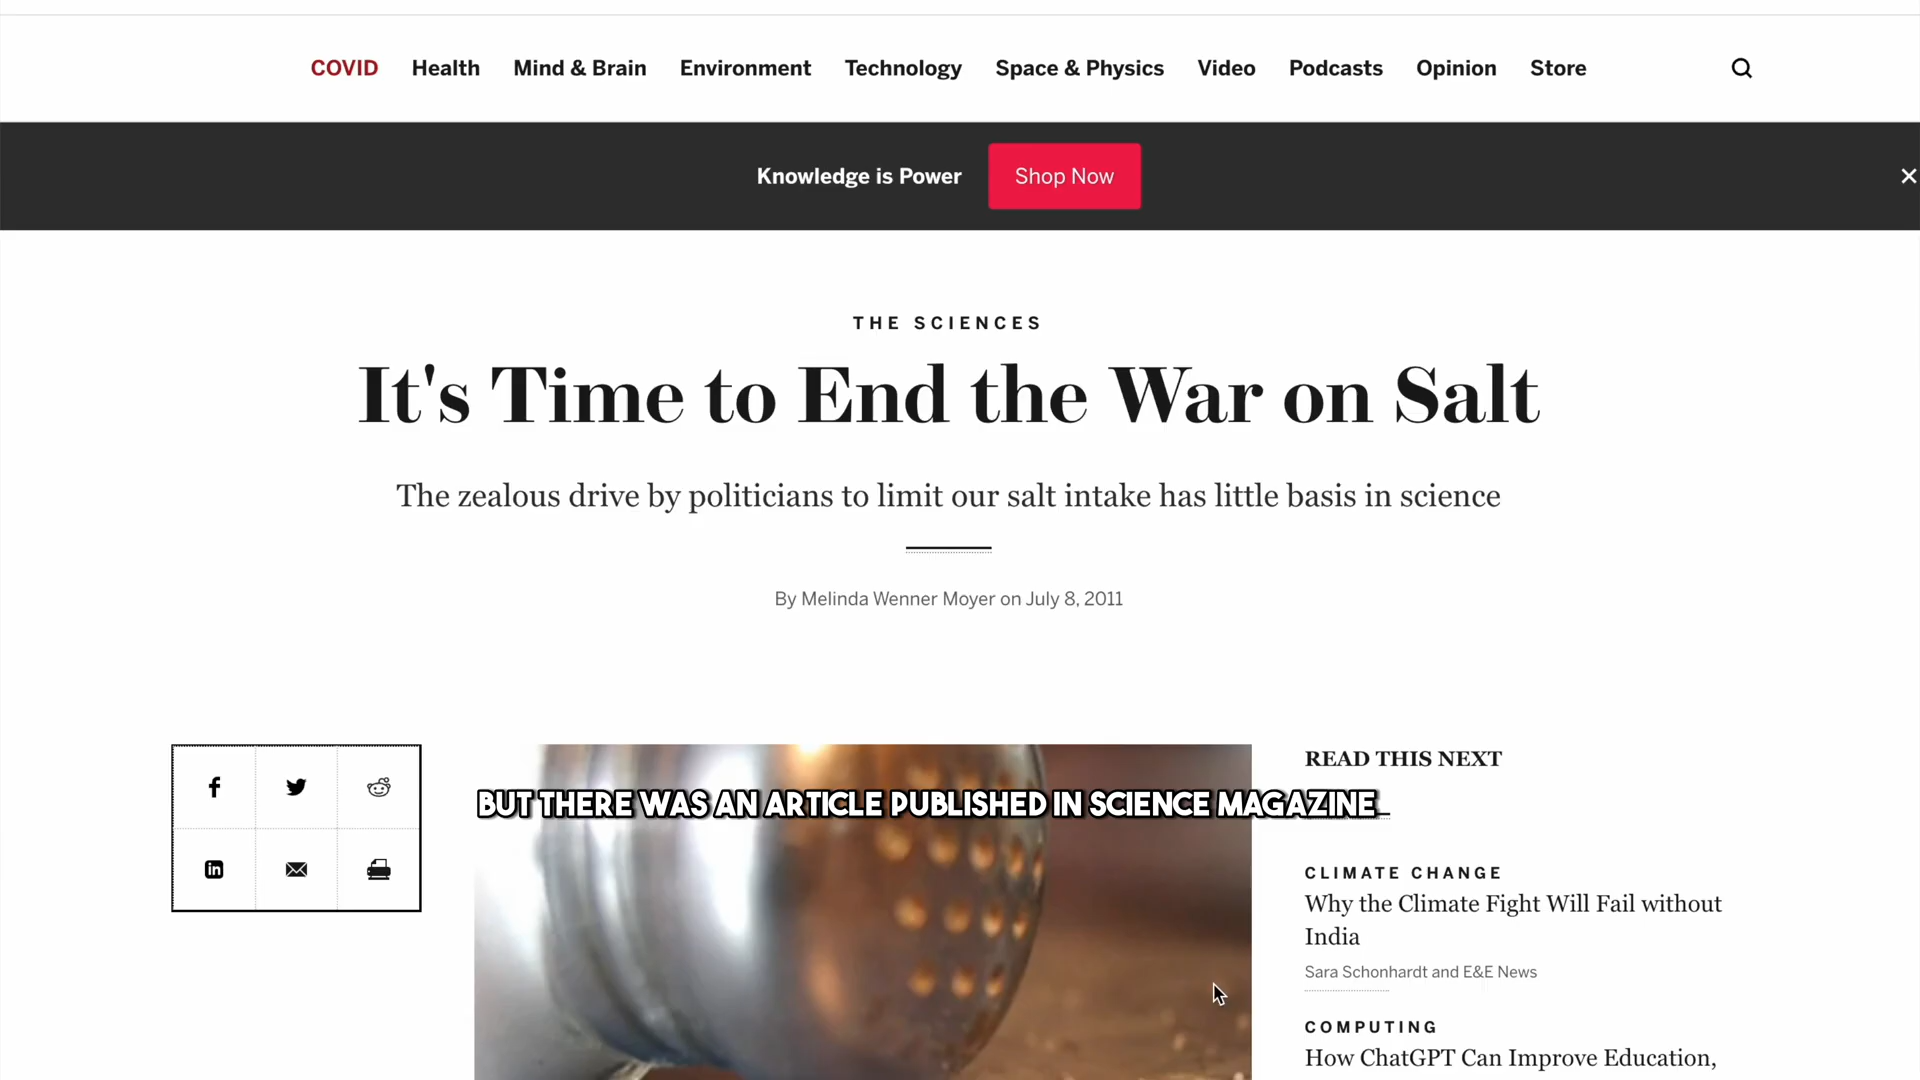 COVID Health Mind & Brain Environment Technology Space & Physics Video Podcasts Opinion Store
Knowledge is Power Shop Now
THE SCIENCES
It's Time to End the War on Salt
The zealous drive by politicians to limit our salt intake has little basis in science
By Melinda Wenner Moyer on July 8, 2011
BUT THERE WAS AN ARTICLE PUBLISHED IN SCIENCE MAGAZINE
READ THIS NEXT
CLIMATE CHANGE
Why the Climate Fight Will Fail without
India
Sara Schonhardt and E&E News
COMPUTING
How ChatGPT Can Improve Education,